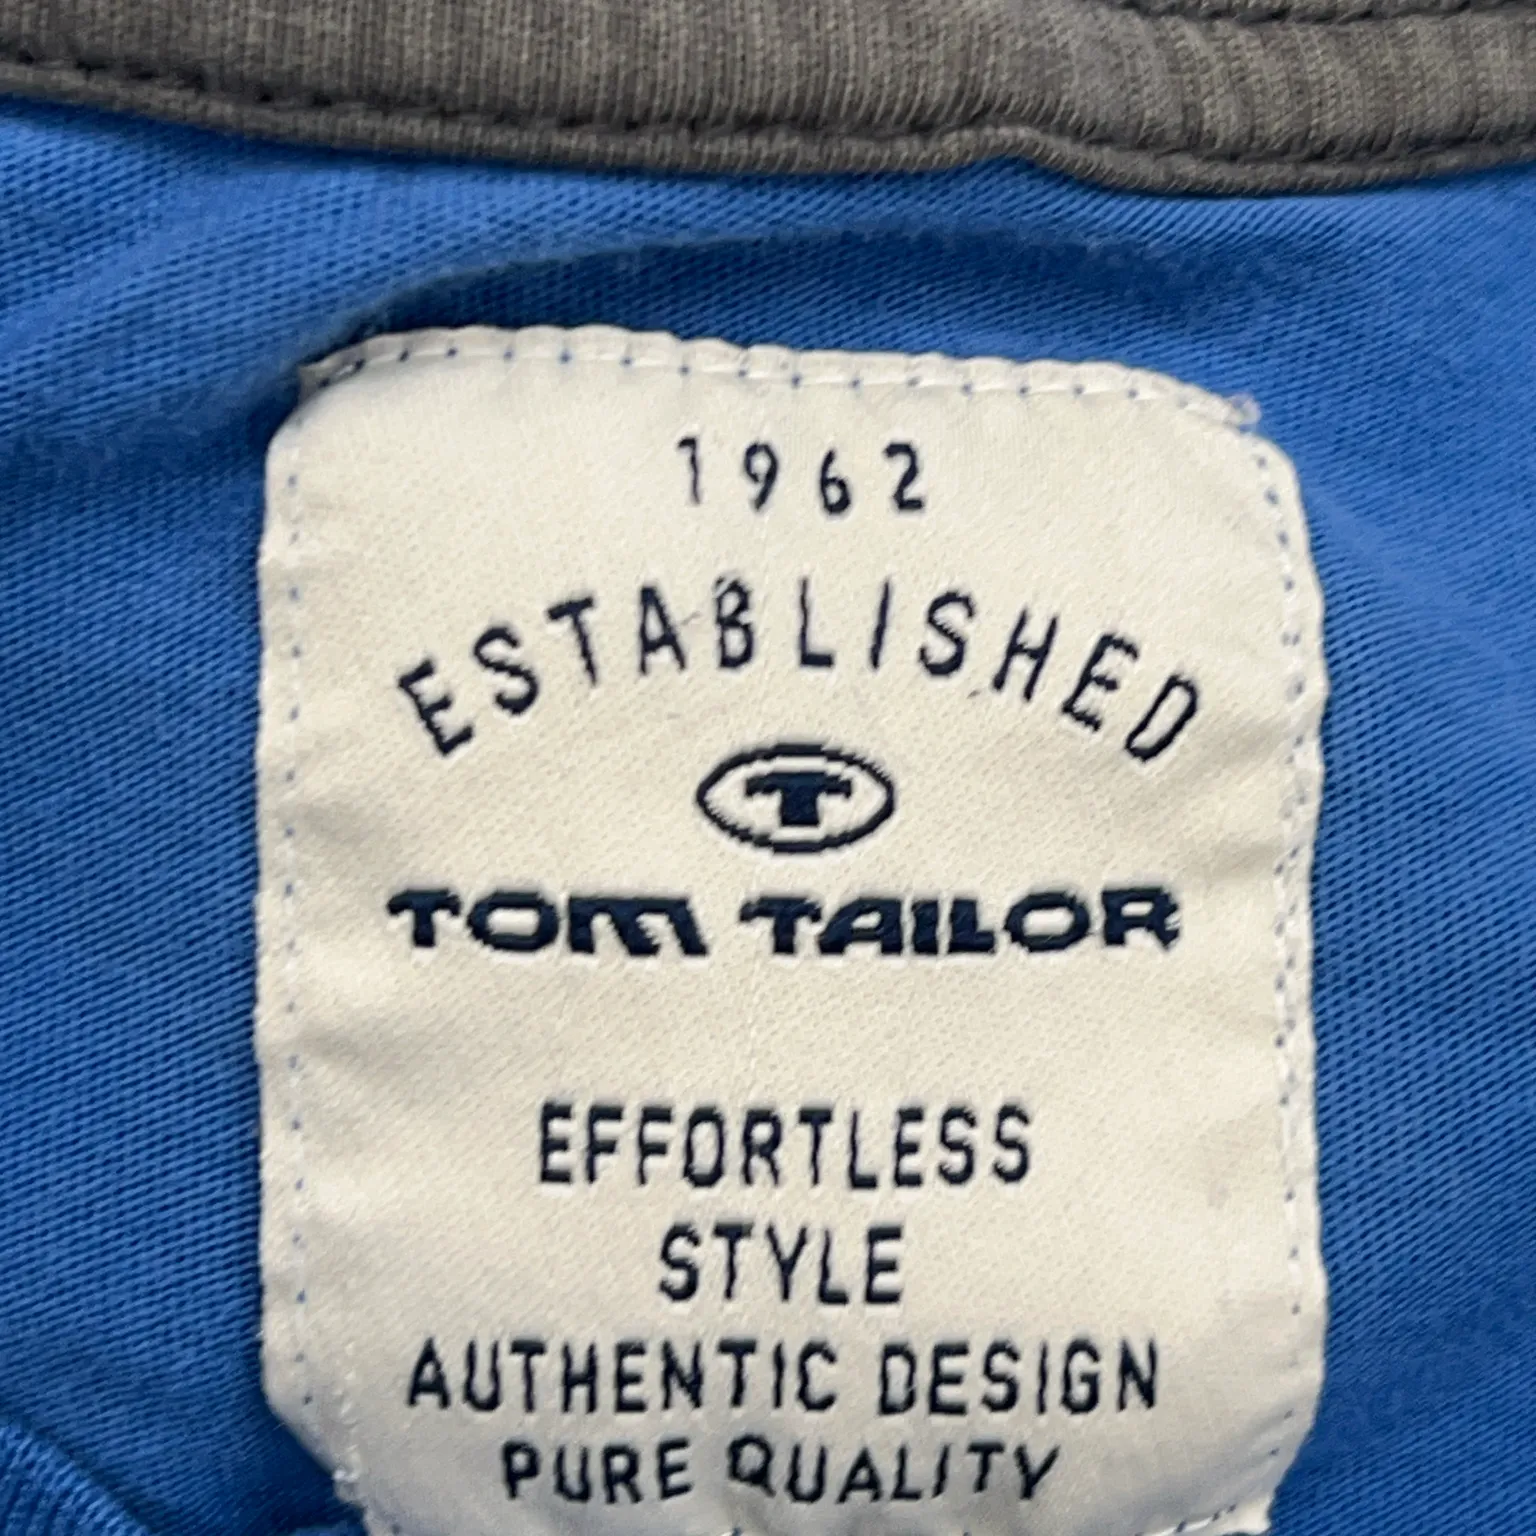 1962
ESTABLISHED
T
TOM TAILOR
EFFORTLESS
STYLE
AUTHENTIC DESIGN
PURE QUALITY